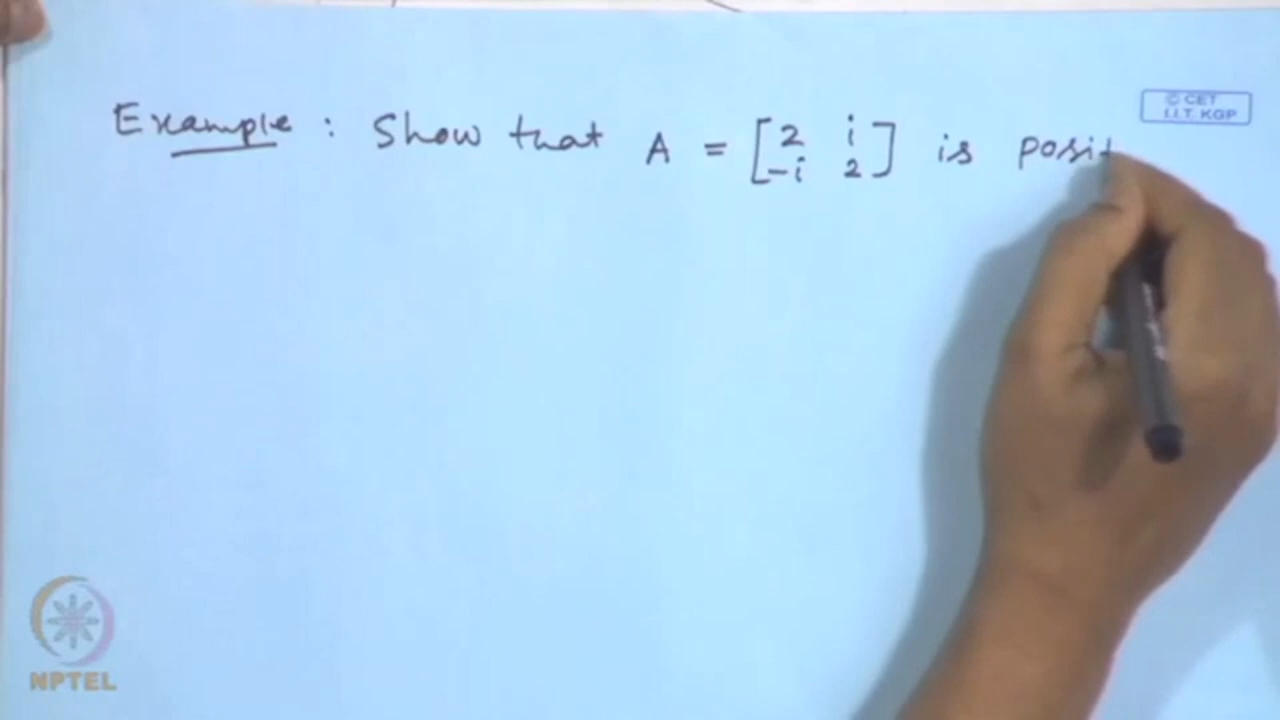 Example : Show that A = [2 i
-i 2] is posit
© CET
I.I.T. KGP
NPTEL